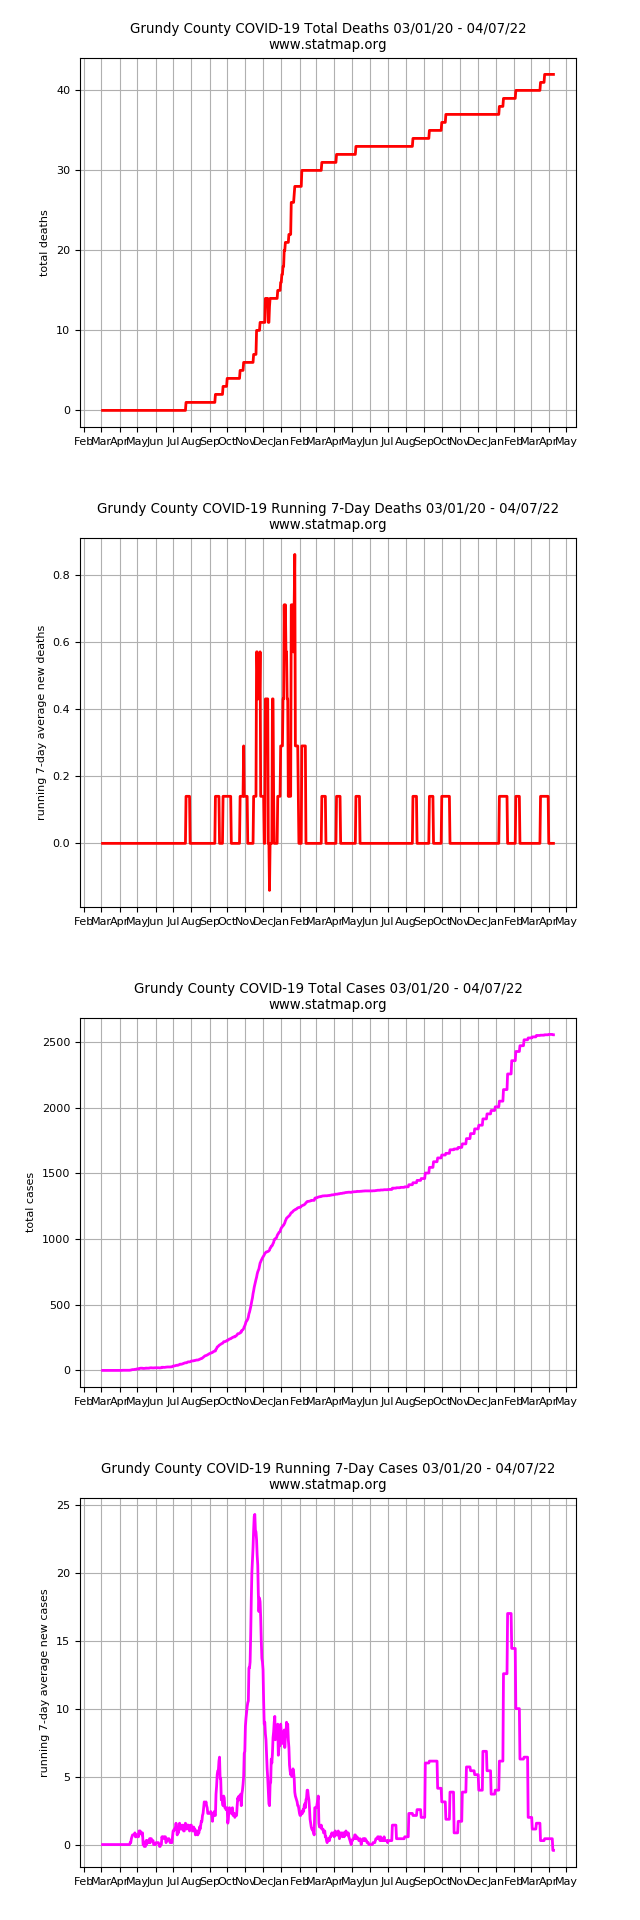 Grundy County COVID-19 Total Deaths 03/01/20 - 04/07/22
www.statmap.org
40
30
20
10
0
total deaths
Feb Mar Apr May Jun Jul Aug Sep Oct Nov Dec Jan Feb Mar Apr May Jun Jul Aug Sep Oct Nov Dec Jan Feb Mar Apr May
Grundy County COVID-19 Running 7-Day Deaths 03/01/20 - 04/07/22
www.statmap.org
0.8
0.6
0.4
0.2
0.0
running 7-day average new deaths
Feb Mar Apr May Jun Jul Aug Sep Oct Nov Dec Jan Feb Mar Apr May Jun Jul Aug Sep Oct Nov Dec Jan Feb Mar Apr May
Grundy County COVID-19 Total Cases 03/01/20 - 04/07/22
www.statmap.org
2500
2000
1500
1000
500
0
total cases
Feb Mar Apr May Jun Jul Aug Sep Oct Nov Dec Jan Feb Mar Apr May Jun Jul Aug Sep Oct Nov Dec Jan Feb Mar Apr May
Grundy County COVID-19 Running 7-Day Cases 03/01/20 - 04/07/22
www.statmap.org
25
20
15
10
5
0
running 7-day average new cases
Feb Mar Apr May Jun Jul Aug Sep Oct Nov Dec Jan Feb Mar Apr May Jun Jul Aug Sep Oct Nov Dec Jan Feb Mar Apr May